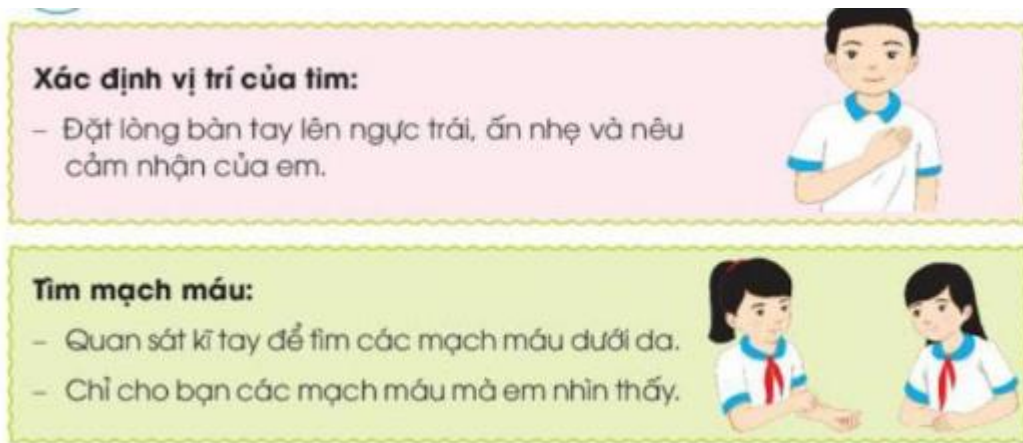 Xác định vị trí của tim:
– Đặt lòng bàn tay lên ngực trái, ấn nhẹ và nêu
cảm nhận của em.
Tìm mạch máu:
– Quan sát kĩ tay để tìm các mạch máu dưới da.
– Chỉ cho bạn các mạch máu mà em nhìn thấy.